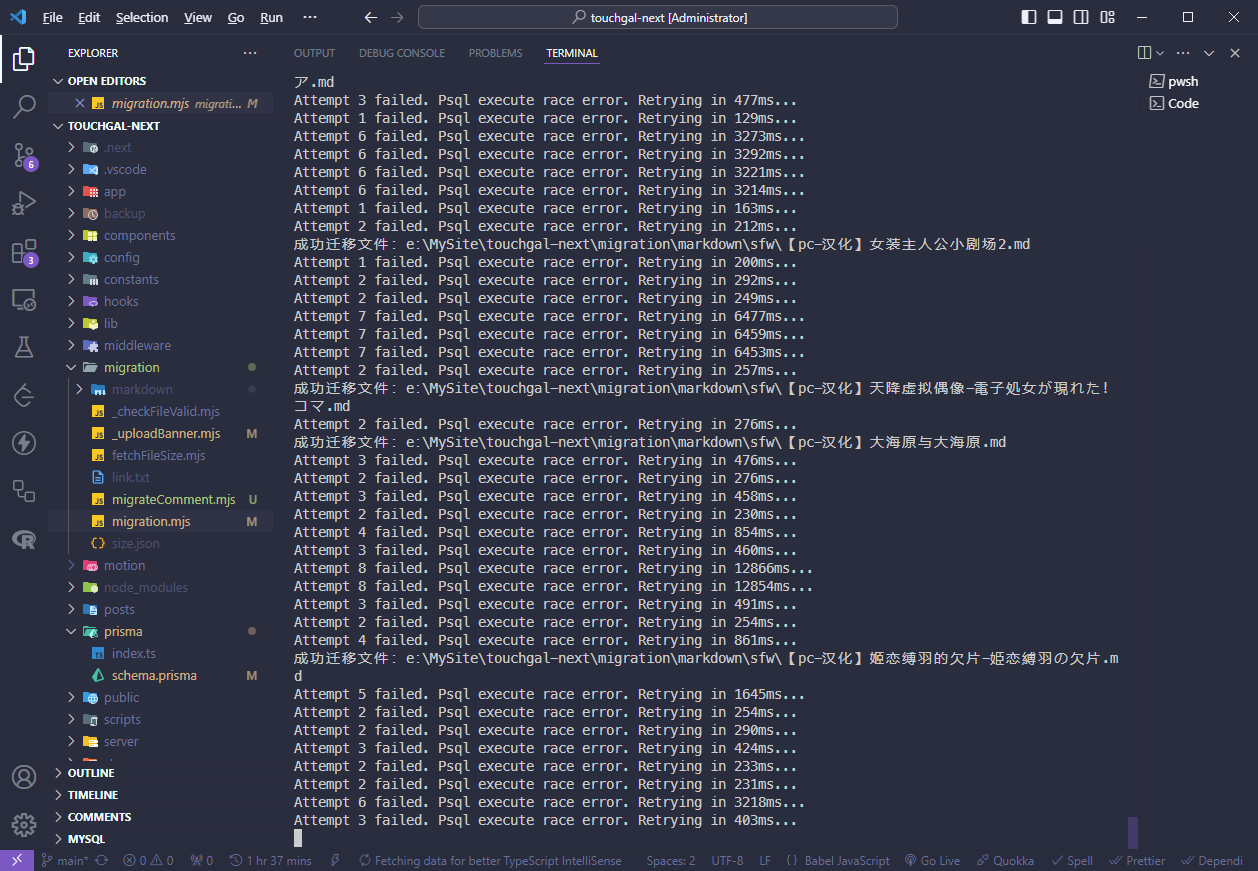 File Edit Selection View Go Run ··· touchgal-next [Administrator]
EXPLORER ···
OPEN EDITORS
migration.mjs migrati... M
TOUCHGAL-NEXT
.next
.vscode
app
backup
components
config
constants
hooks
lib
middleware
migration
markdown
_checkFileValid.mjs
_uploadBanner.mjs M
fetchFileSize.mjs
link.txt
migrateComment.mjs U
migration.mjs M
size.json
motion
node_modules
posts
prisma
index.ts
schema.prisma M
public
scripts
server
OUTLINE
TIMELINE
COMMENTS
MYSQL
6
3
OUTPUT DEBUG CONSOLE PROBLEMS TERMINAL
pwsh
Code
ア.md
Attempt 3 failed. Psql execute race error. Retrying in 477ms...
Attempt 1 failed. Psql execute race error. Retrying in 129ms...
Attempt 6 failed. Psql execute race error. Retrying in 3273ms...
Attempt 6 failed. Psql execute race error. Retrying in 3292ms...
Attempt 6 failed. Psql execute race error. Retrying in 3221ms...
Attempt 6 failed. Psql execute race error. Retrying in 3214ms...
Attempt 1 failed. Psql execute race error. Retrying in 163ms...
Attempt 2 failed. Psql execute race error. Retrying in 212ms...
成功迁移文件: e:\MySite\touchgal-next\migration\markdown\sfw\【pc-汉化】女装主人公小剧场2.md
Attempt 1 failed. Psql execute race error. Retrying in 200ms...
Attempt 2 failed. Psql execute race error. Retrying in 292ms...
Attempt 2 failed. Psql execute race error. Retrying in 249ms...
Attempt 7 failed. Psql execute race error. Retrying in 6477ms...
Attempt 7 failed. Psql execute race error. Retrying in 6459ms...
Attempt 7 failed. Psql execute race error. Retrying in 6453ms...
Attempt 2 failed. Psql execute race error. Retrying in 257ms...
成功迁移文件: e:\MySite\touchgal-next\migration\markdown\sfw\【pc-汉化】天降虚拟偶像-電子処女が現れた!
コマ.md
Attempt 2 failed. Psql execute race error. Retrying in 276ms...
成功迁移文件: e:\MySite\touchgal-next\migration\markdown\sfw\【pc-汉化】大海原与大海原.md
Attempt 3 failed. Psql execute race error. Retrying in 476ms...
Attempt 2 failed. Psql execute race error. Retrying in 276ms...
Attempt 3 failed. Psql execute race error. Retrying in 458ms...
Attempt 2 failed. Psql execute race error. Retrying in 230ms...
Attempt 4 failed. Psql execute race error. Retrying in 854ms...
Attempt 3 failed. Psql execute race error. Retrying in 460ms...
Attempt 8 failed. Psql execute race error. Retrying in 12866ms...
Attempt 8 failed. Psql execute race error. Retrying in 12854ms...
Attempt 3 failed. Psql execute race error. Retrying in 491ms...
Attempt 2 failed. Psql execute race error. Retrying in 254ms...
Attempt 4 failed. Psql execute race error. Retrying in 861ms...
成功迁移文件: e:\MySite\touchgal-next\migration\markdown\sfw\【pc-汉化】姬恋缚羽的欠片-姫恋縛羽の欠片.m
d
Attempt 5 failed. Psql execute race error. Retrying in 1645ms...
Attempt 2 failed. Psql execute race error. Retrying in 254ms...
Attempt 2 failed. Psql execute race error. Retrying in 290ms...
Attempt 3 failed. Psql execute race error. Retrying in 424ms...
Attempt 2 failed. Psql execute race error. Retrying in 233ms...
Attempt 2 failed. Psql execute race error. Retrying in 231ms...
Attempt 6 failed. Psql execute race error. Retrying in 3218ms...
Attempt 3 failed. Psql execute race error. Retrying in 403ms...
main* 0 0 0 1 hr 37 mins Fetching data for better TypeScript IntelliSense Spaces: 2 UTF-8 LF Babel JavaScript Go Live Quokka Spell Prettier Dependi